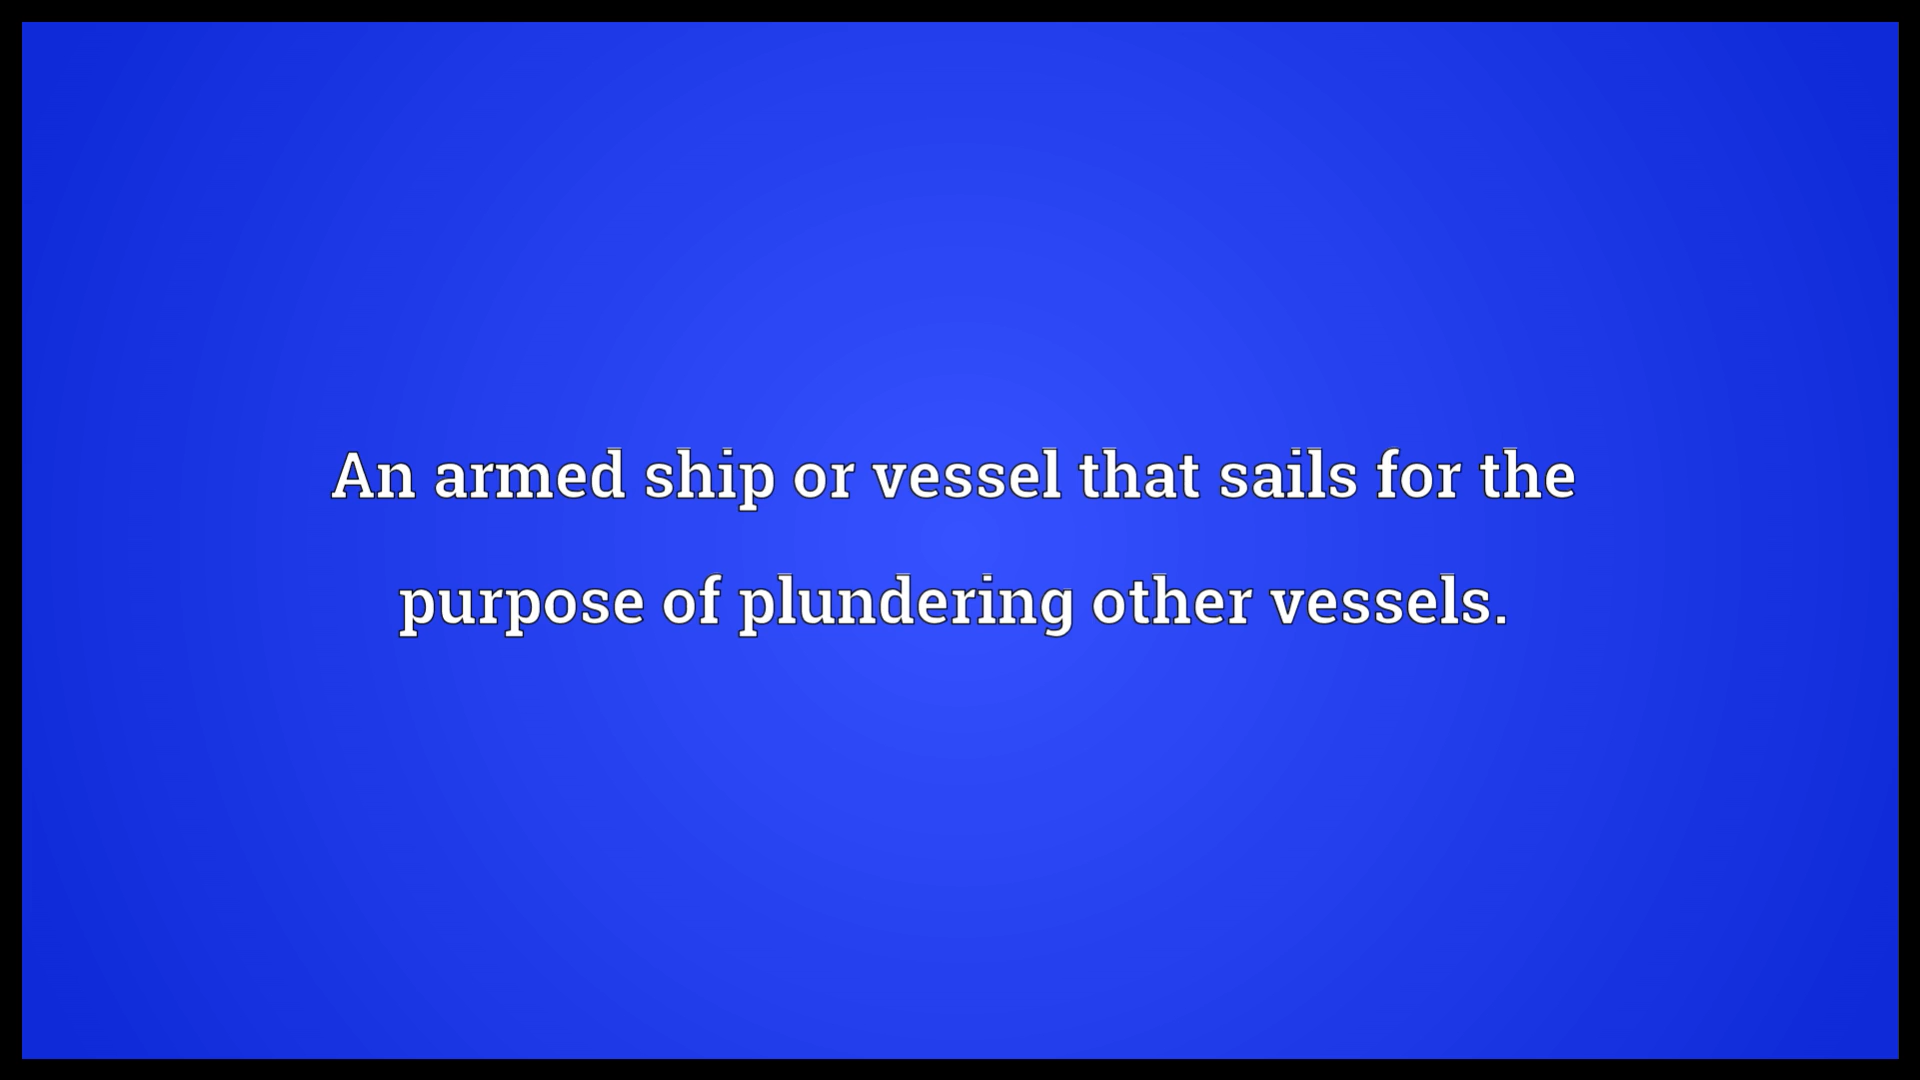 An armed ship or vessel that sails for the
purpose of plundering other vessels.